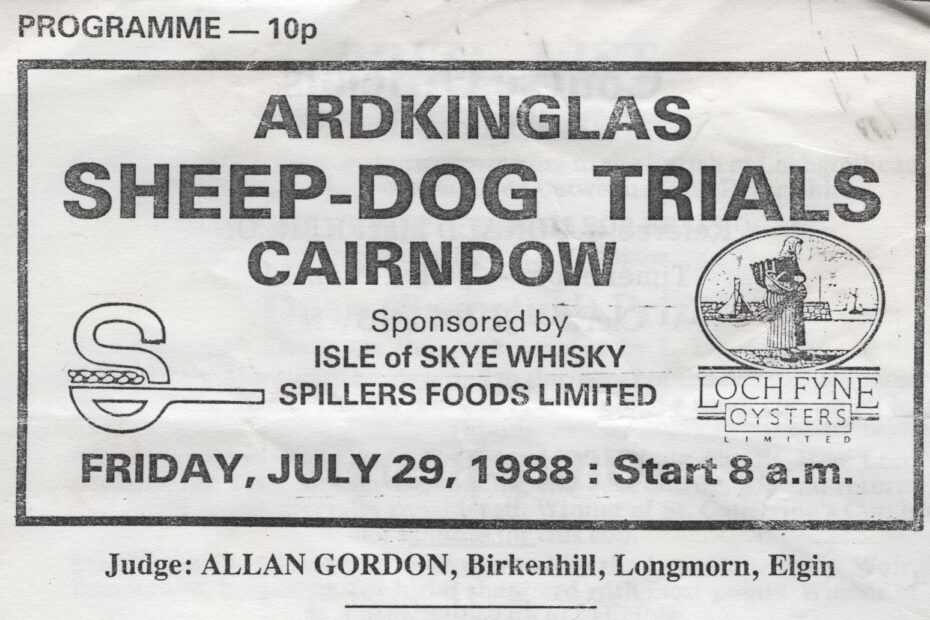 PROGRAMME — 10p
ARDKINGLAS
SHEEP-DOG TRIALS
CAIRNDOW
Sponsored by
ISLE of SKYE WHISKY
SPILLERS FOODS LIMITED
S
LOCH FYNE
OYSTERS
LIMITED
FRIDAY, JULY 29, 1988 : Start 8 a.m.
Judge: ALLAN GORDON, Birkenhill, Longmorn, Elgin